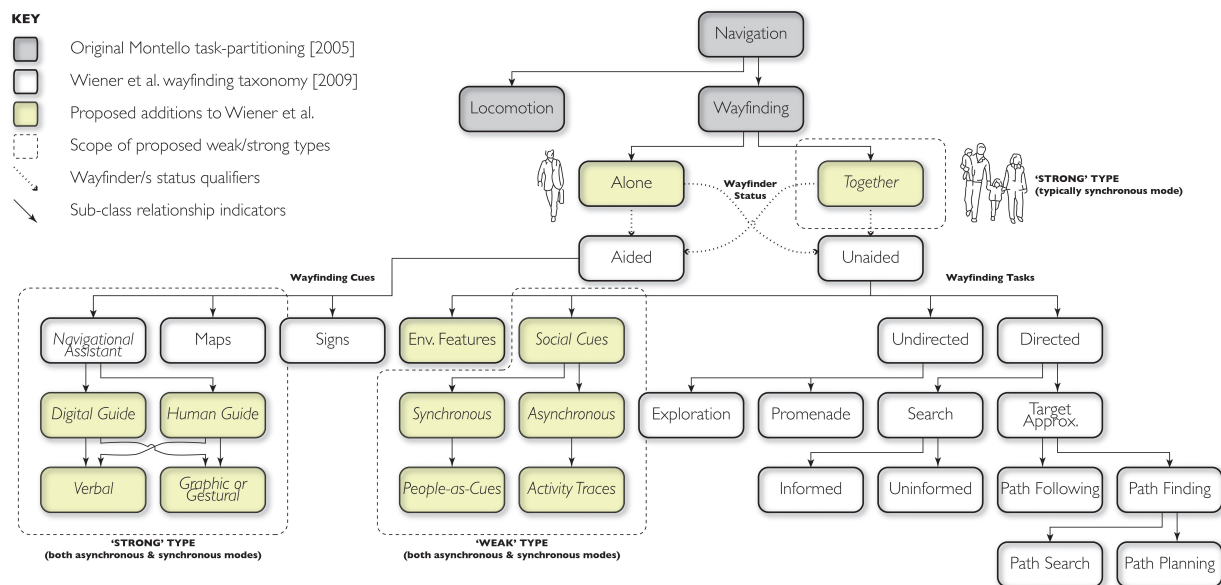 KEY
Original Montello task-partitioning [2005]
Wiener et al. wayfinding taxonomy [2009]
Proposed additions to Wiener et al.
Scope of proposed weak/strong types
Wayfinder/s status qualifiers
Sub-class relationship indicators
Navigation
Locomotion
Wayfinding
Alone
Wayfinder
Status
Together
'STRONG' TYPE
(typically synchronous mode)
Aided
Unaided
Wayfinding Cues
Wayfinding Tasks
Navigational
Assistant
Maps
Signs
Env. Features
Social Cues
Undirected
Directed
Digital Guide
Human Guide
Synchronous
Asynchronous
Exploration
Promenade
Search
Target
Approx.
Verbal
Graphic or
Gestural
People-as-Cues
Activity Traces
Informed
Uninformed
Path Following
Path Finding
'STRONG' TYPE
(both asynchronous & synchronous modes)
'WEAK' TYPE
(both asynchronous & synchronous modes)
Path Search
Path Planning